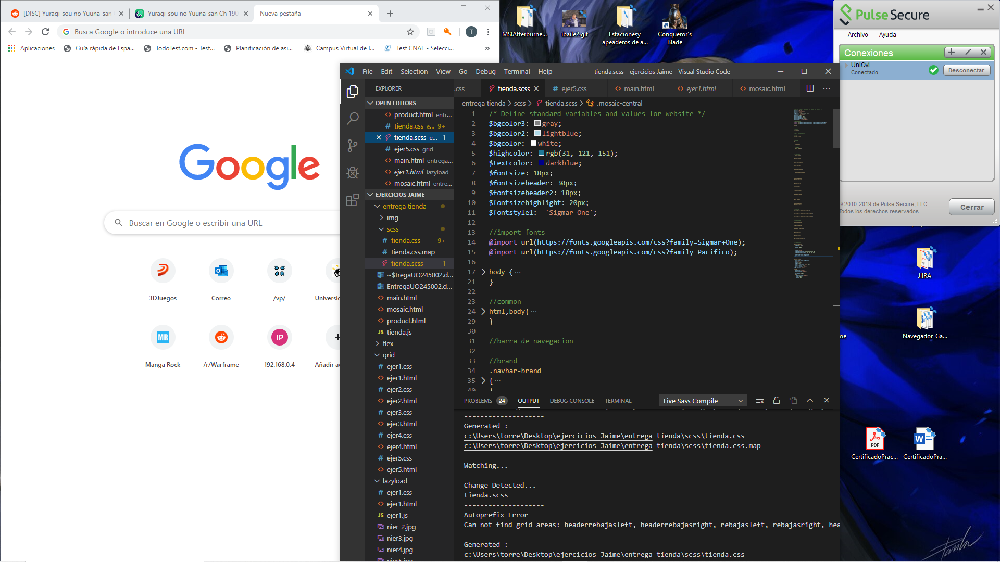 [DISC] Yuragi-sou no Yuuna-san
Yuragi-sou no Yuuna-san Ch 190
Nueva pestaña
Busca Google o introduce una URL
T
Aplicaciones
Guía rápida de Espa...
TodoTest.com - Test...
Planificación de asi...
Campus Virtual de l...
Test CNAE - Selecci...
»
Google
Buscar en Google o escribir una URL
3DJuegos
Correo
/vp/
Universi
MR
IP
Manga Rock
/r/Warframe
192.168.0.4
Añadir ac
MSIAfterburne...
ibaile2.gif
Estacionesy apeaderos de a...
Conqueror's Blade
Pulse Secure
Archivo
Ayuda
Conexiones
UniOvi
Conectado
Desconectar
© 2010-2019 de Pulse Secure, LLC
Todos los derechos reservados
Cerrar
JIIRA
Navegador_Ga...
me
PDF
CertificadoPrac...
CertificadoPra...
File Edit Selection View Go Debug Terminal Help
tienda.scss - ejercicios Jaime - Visual Studio Code
EXPLORER
OPEN EDITORS
product.html entr...
tienda.css e... 9+
tienda.scss e... 1
ejer5.css grid
main.html entrega...
ejer1.html lazyload
mosaic.html entre...
EJERCICIOS JAIME
entrega tienda
img
scss
tienda.css 9+
tienda.css.map
tienda.scss 1
~$tregaUO245002.d...
EntregaUO245002.d...
main.html
mosaic.html
product.html
JS tienda.js
flex
grid
ejer1.css
ejer1.html
ejer2.css
ejer2.html
ejer3.css
ejer3.html
ejer4.css
ejer4.html
ejer5.css
ejer5.html
lazyload
ejer1.css
ejer1.html
JS ejer1.js
nier_2.jpg
nier3.jpg
nier4.jpg
nier5.jpg
.css
tienda.scss
ejer5.css
main.html
ejer1.html
mosaic.html
entrega tienda > scss > tienda.scss > .mosaic-central
1 /* Define standard variables and values for website */
2 $bgcolor3: gray;
3 $bgcolor2: lightblue;
4 $bgcolor: white;
5 $highcolor: rgb(31, 121, 151);
6 $textcolor: darkblue;
7 $fontsize: 18px;
8 $fontsizeheader: 30px;
9 $fontsizeheader2: 18px;
10 $fontsizehighlight: 20px;
11 $fontstyle1: 'Sigmar One';
12
13 //import fonts
14 @import url(https://fonts.googleapis.com/css?family=Sigmar+One);
15 @import url(https://fonts.googleapis.com/css?family=Pacifico);
16
17 body {...
21 }
22
23 //common
24 html,body{...
29 }
30
31 //barra de navegacion
32
33 //brand
34 .navbar-brand
35 {...
40 }
PROBLEMS 24 OUTPUT DEBUG CONSOLE TERMINAL
Live Sass Compile
--------------------
Generated :
c:\Users\torre\Desktop\ejercicios Jaime\entrega tienda\scss\tienda.css
c:\Users\torre\Desktop\ejercicios Jaime\entrega tienda\scss\tienda.css.map
--------------------
Watching...
--------------------
Change Detected...
tienda.scss
--------------------
Autoprefix Error
Can not find grid areas: headerrebajasleft, headerrebajasright, rebajasleft, rebajasright, hea
--------------------
Generated :
c:\Users\torre\Desktop\ejercicios Jaime\entrega tienda\scss\tienda.css